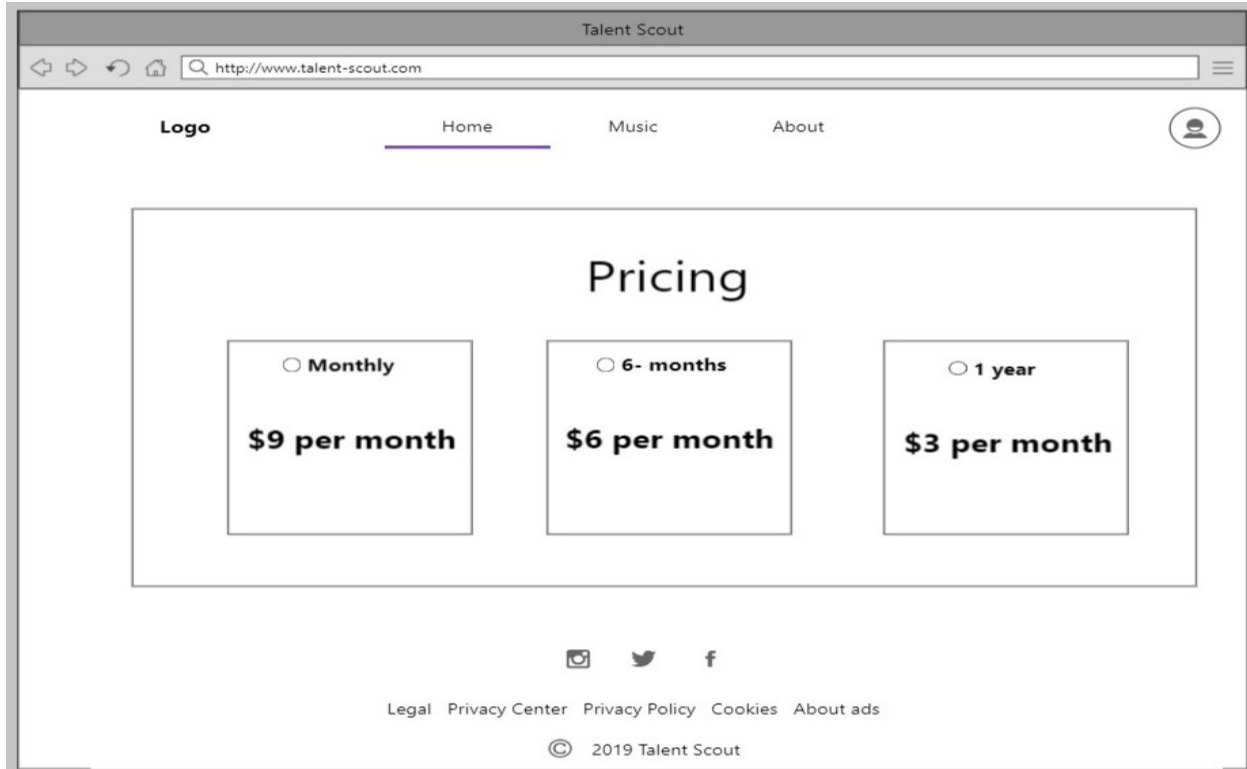 Talent Scout
http://www.talent-scout.com
Logo Home Music About
Pricing
Monthly 6- months 1 year
$9 per month $6 per month $3 per month
Legal Privacy Center Privacy Policy Cookies About ads
© 2019 Talent Scout